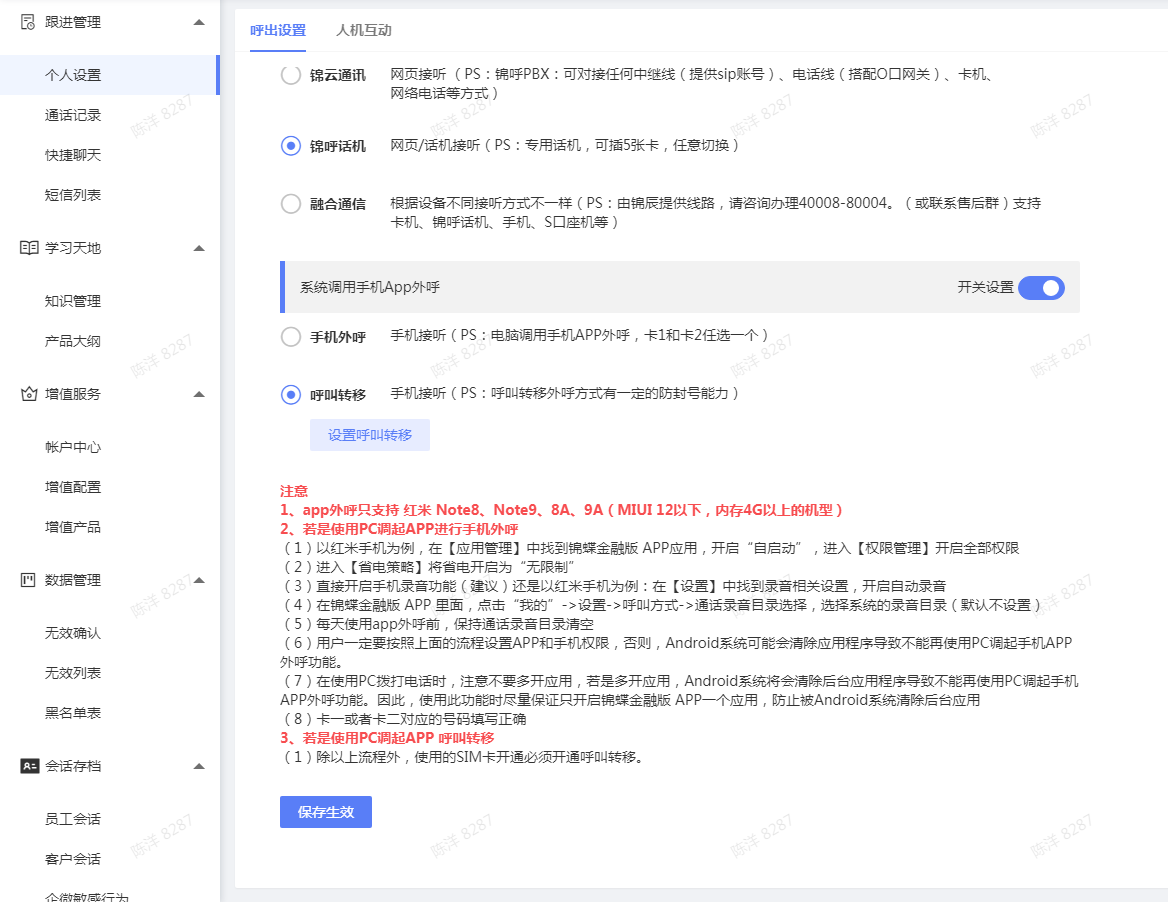 跟进管理
个人设置
通话记录
快捷聊天
短信列表
学习天地
知识管理
产品大纲
增值服务
帐户中心
增值配置
增值产品
数据管理
无效确认
无效列表
黑名单表
会话存档
员工会话
客户会话
企微敏感行为
呼出设置 人机互动
锦云通讯 网页接听 （ PS：锦呼PBX：可对接任何中继线（ 提供sip账号 ）、电话线（ 搭配O口网关 ）、卡机、
网络电话等方式 ）
锦呼话机 网页/话机接听（ PS：专用话机，可插5张卡，任意切换 ）
融合通信 根据设备不同接听方式不一样（ PS：由锦辰提供线路，请咨询办理40008-80004。（ 或联系售后群 ）支持
卡机、锦呼话机、手机、S口座机等 ）
系统调用手机App外呼 开关设置
手机外呼 手机接听（ PS：电脑调用手机APP外呼，卡1和卡2任选一个 ）
呼叫转移 手机接听（ PS：呼叫转移外呼方式有一定的防封号能力 ）
设置呼叫转移
注意
1、app外呼只支持 红米 Note8、Note9、8A、9A（ MIUI 12以下，内存4G以上的机型 ）
2、若是使用PC调起APP进行手机外呼
（1）以红米手机为例，在【应用管理】中找到锦蝶金融版 APP应用，开启“自启动”，进入【权限管理】开启全部权限
（2）进入【省电策略】将省电开启为“无限制”
（3）直接开启手机录音功能（建议）还是以红米手机为例：在【设置】中找到录音相关设置，开启自动录音
（4）在锦蝶金融版 APP 里面，点击“我的”->设置->呼叫方式->通话录音目录选择，选择系统的录音目录（默认不设置）
（5）每天使用app外呼前，保持通话录音目录清空
（6）用户一定要按照上面的流程设置APP和手机权限，否则，Android系统可能会清除应用程序导致不能再使用PC调起手机APP
外呼功能。
（7）在使用PC拨打电话时，注意不要多开应用，若是多开应用，Android系统将会清除后台应用程序导致不能再使用PC调起手机
APP外呼功能。因此，使用此功能时尽量保证只开启锦蝶金融版 APP一个应用，防止被Android系统清除后台应用
（8）卡一或者卡二对应的号码填写正确
3、若是使用PC调起APP 呼叫转移
（1）除以上流程外，使用的SIM卡开通必须开通呼叫转移。
保存生效
陈洋 8287
陈洋 8287
陈洋 8287
陈洋 8287
陈洋 8287
陈洋 8287
陈洋 8287
陈洋 8287
陈洋 8287
陈洋 8287
陈洋 8287
陈洋 8287
陈洋 8287